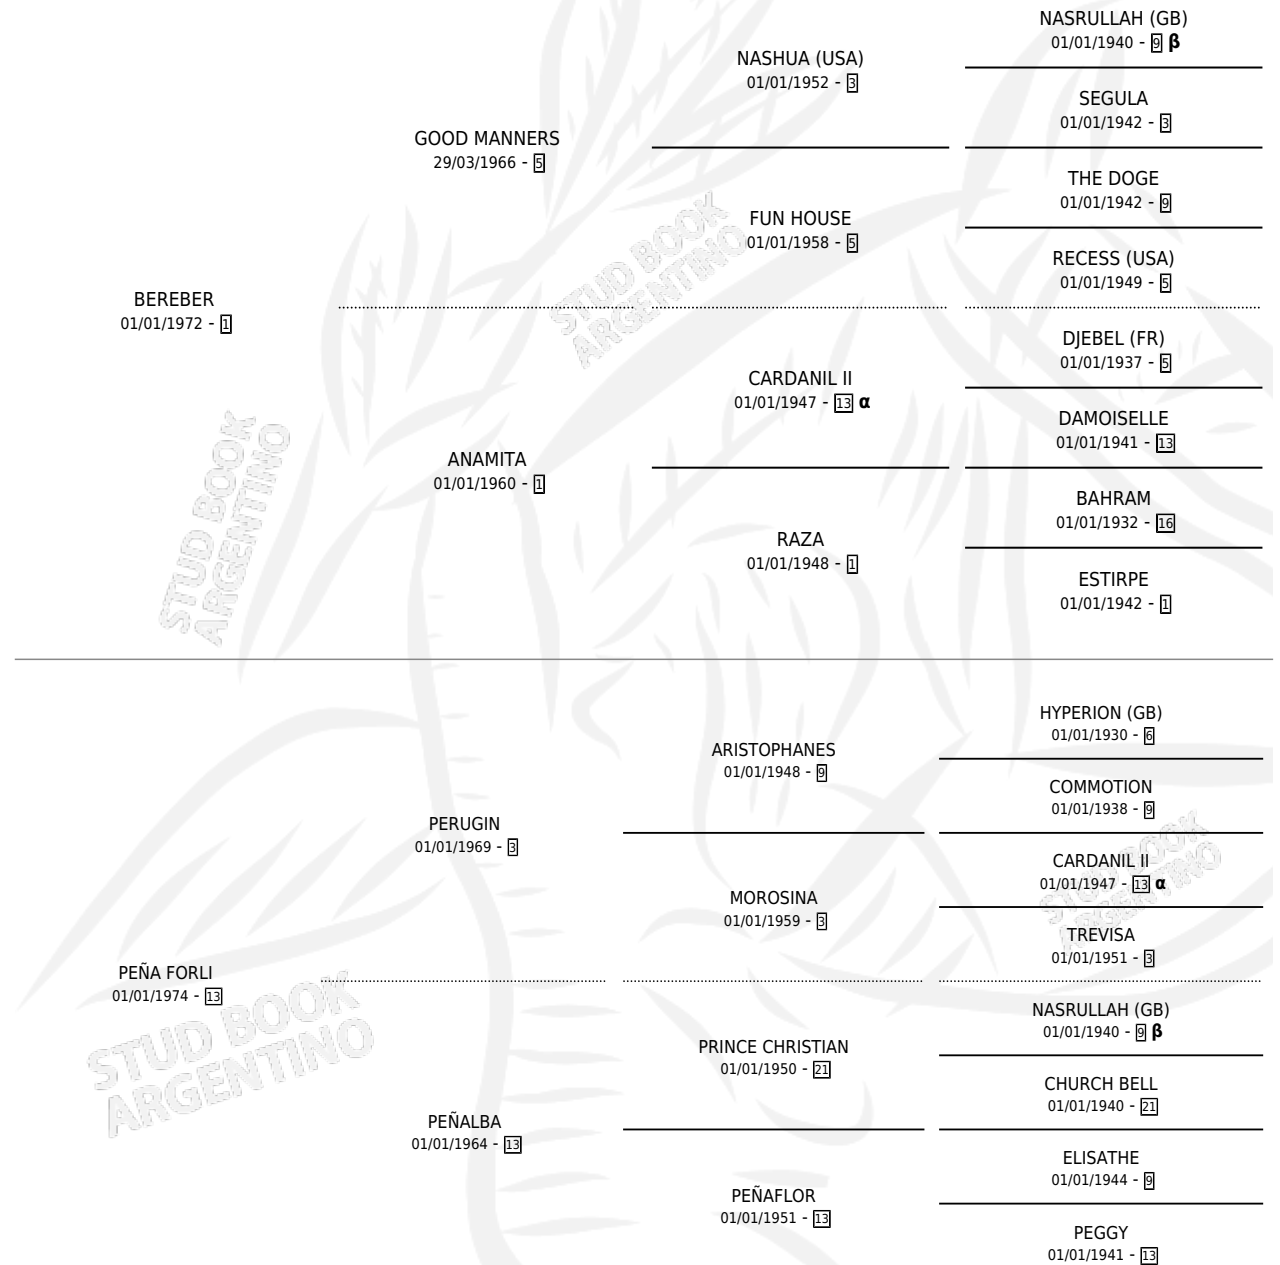 NASRULLAH (GB)
01/01/1940 - 9 β
NASHUA (USA)
01/01/1952 - 3
SEGULA
01/01/1942 - 3
GOOD MANNERS
29/03/1966 - 5
THE DOGE
01/01/1942 - 9
FUN HOUSE
01/01/1958 - 5
RECESS (USA)
01/01/1949 - 5
BEREBER
01/01/1972 - 1
DJEBEL (FR)
01/01/1937 - 5
CARDANIL II
01/01/1947 - 13 α
DAMOISELLE
01/01/1941 - 13
ANAMITA
01/01/1960 - 1
BAHRAM
01/01/1932 - 16
RAZA
01/01/1948 - 1
ESTIRPE
01/01/1942 - 1
HYPERION (GB)
01/01/1930 - 6
ARISTOPHANES
01/01/1948 - 9
COMMOTION
01/01/1938 - 9
PERUGIN
01/01/1969 - 3
CARDANIL II
01/01/1947 - 13 α
MOROSINA
01/01/1959 - 3
TREVISA
01/01/1951 - 3
PEÑA FORLI
01/01/1974 - 13
NASRULLAH (GB)
01/01/1940 - 9 β
PRINCE CHRISTIAN
01/01/1950 - 21
CHURCH BELL
01/01/1940 - 21
PEÑALBA
01/01/1964 - 13
ELISATHE
01/01/1944 - 9
PEÑAFLOR
01/01/1951 - 13
PEGGY
01/01/1941 - 13
STUD BOOK
ARGENTINO
STUD BOOK
ARGENTINO
STUD BOOK
ARGENTINO
STUD BOOK
ARGENTINO